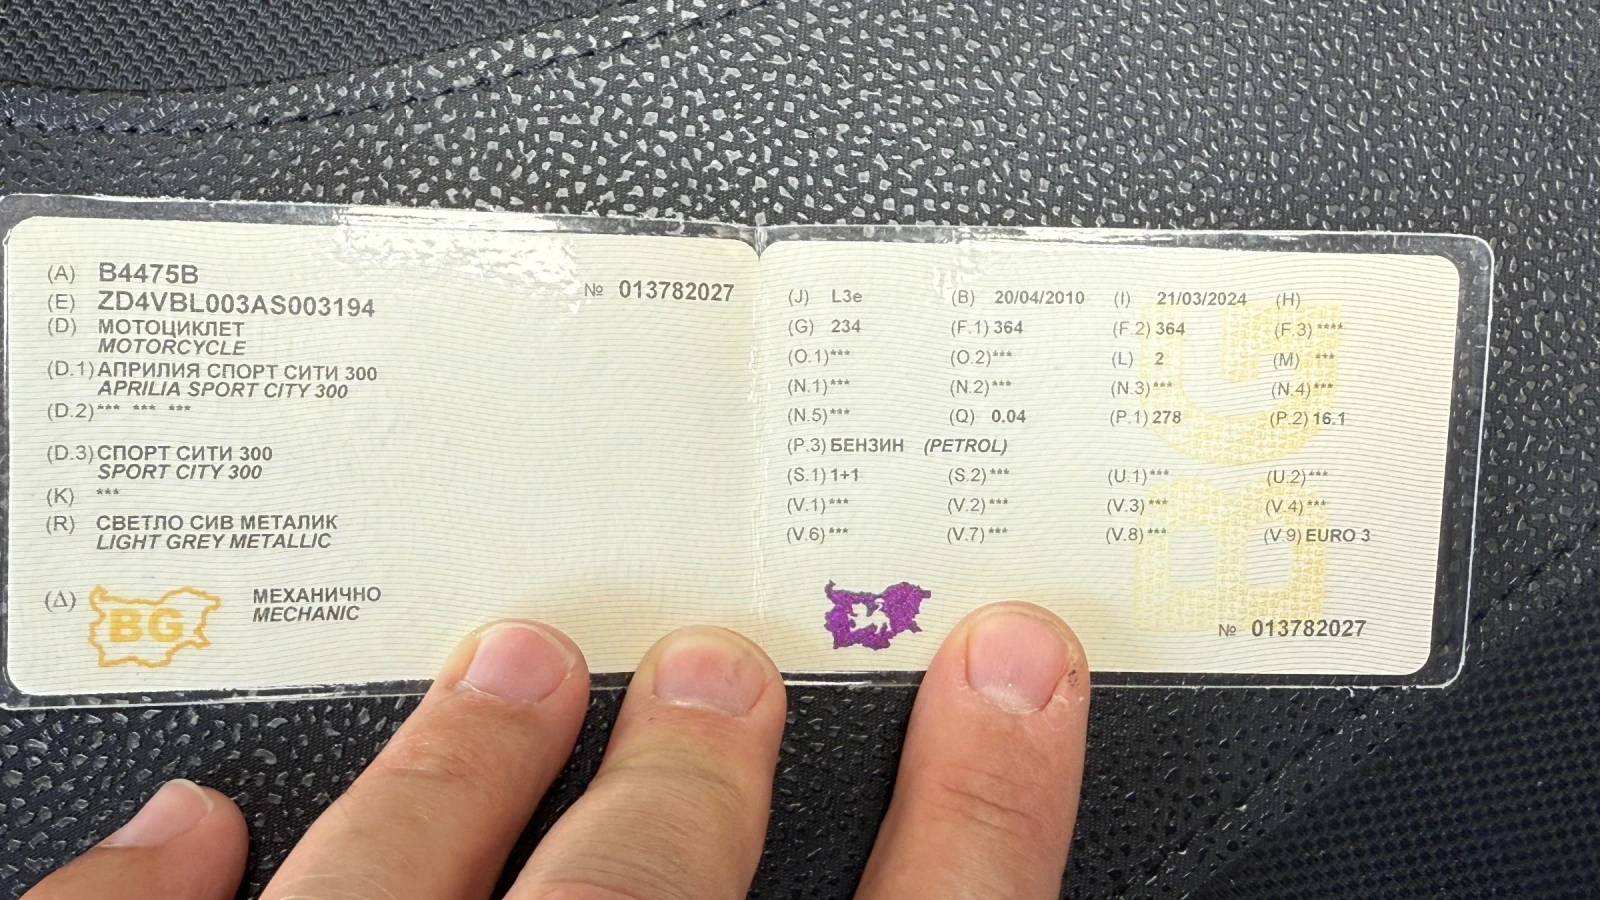 (A) B4475B
№ 013782027
(E) ZD4VBL003AS003194
(D) МОТОЦИКЛЕТ
MOTORCYCLE
(D.1) АПРИЛИЯ СПОРТ СИТИ 300
APRILIA SPORT CITY 300
(D.2) *** *** ***
(D.3) СПОРТ СИТИ 300
SPORT CITY 300
(K) ***
(R) СВЕТЛО СИВ МЕТАЛИК
LIGHT GREY METALLIC
(Δ) BG МЕХАНИЧНО
MECHANIC
(J) L3e (B) 20/04/2010 (I) 21/03/2024 (H)
(G) 234 (F.1) 364 (F.2) 364 (F.3) ****
(O.1) *** (O.2) *** (L) 2 (M) ***
(N.1) *** (N.2) *** (N.3) *** (N.4) ***
(N.5) *** (Q) 0.04 (P.1) 278 (P.2) 16.1
(P.3) БЕНЗИН (PETROL)
(S.1) 1+1 (S.2) *** (U.1) *** (U.2) ***
(V.1) *** (V.2) *** (V.3) *** (V.4) ***
(V.6) *** (V.7) *** (V.8) *** (V.9) EURO 3
№ 013782027